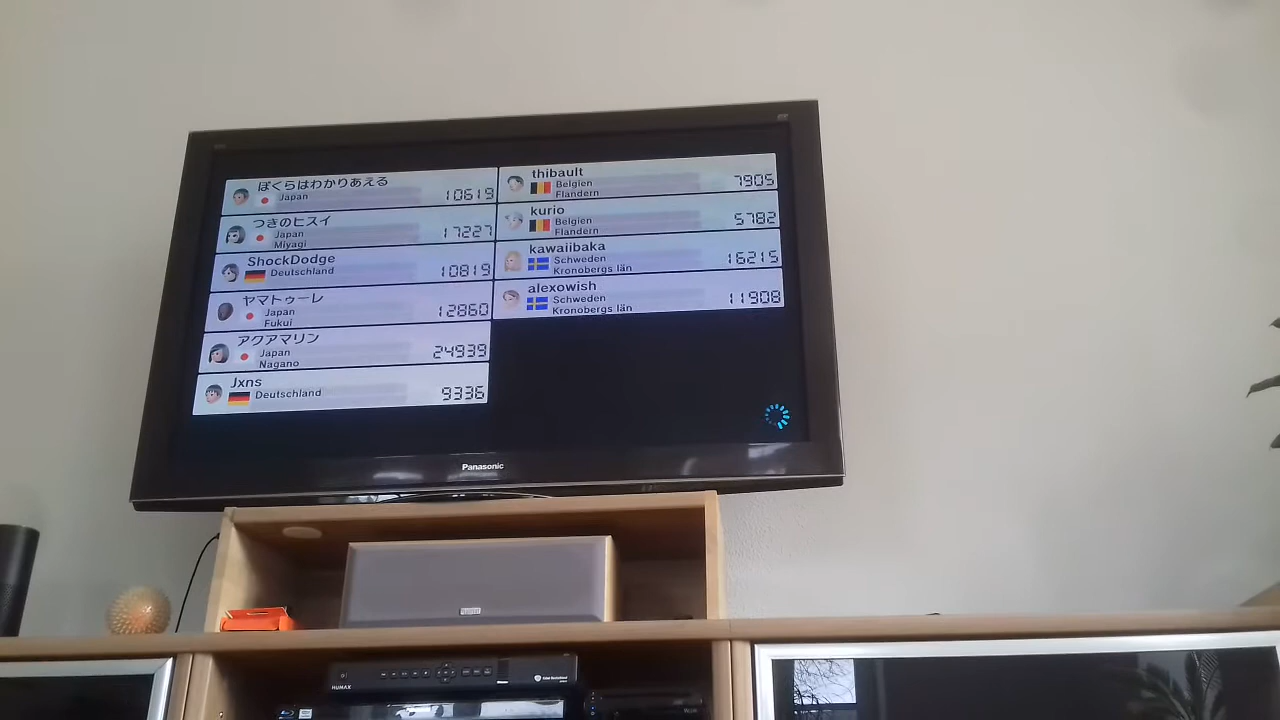 ぼくらはわかりあえる
Japan
10619
つきのヒスイ
Japan
Miyagi
17227
ShockDodge
Deutschland
10819
ヤマトゥーレ
Japan
Fukui
12860
アクアマリン
Japan
Nagano
24939
Jxns
Deutschland
9336
thibault
Belgien
Flandern
7905
kurio
Belgien
Flandern
5782
kawaiibaka
Schweden
Kronobergs län
16215
alexowish
Schweden
Kronobergs län
11908
Panasonic
HUMAX